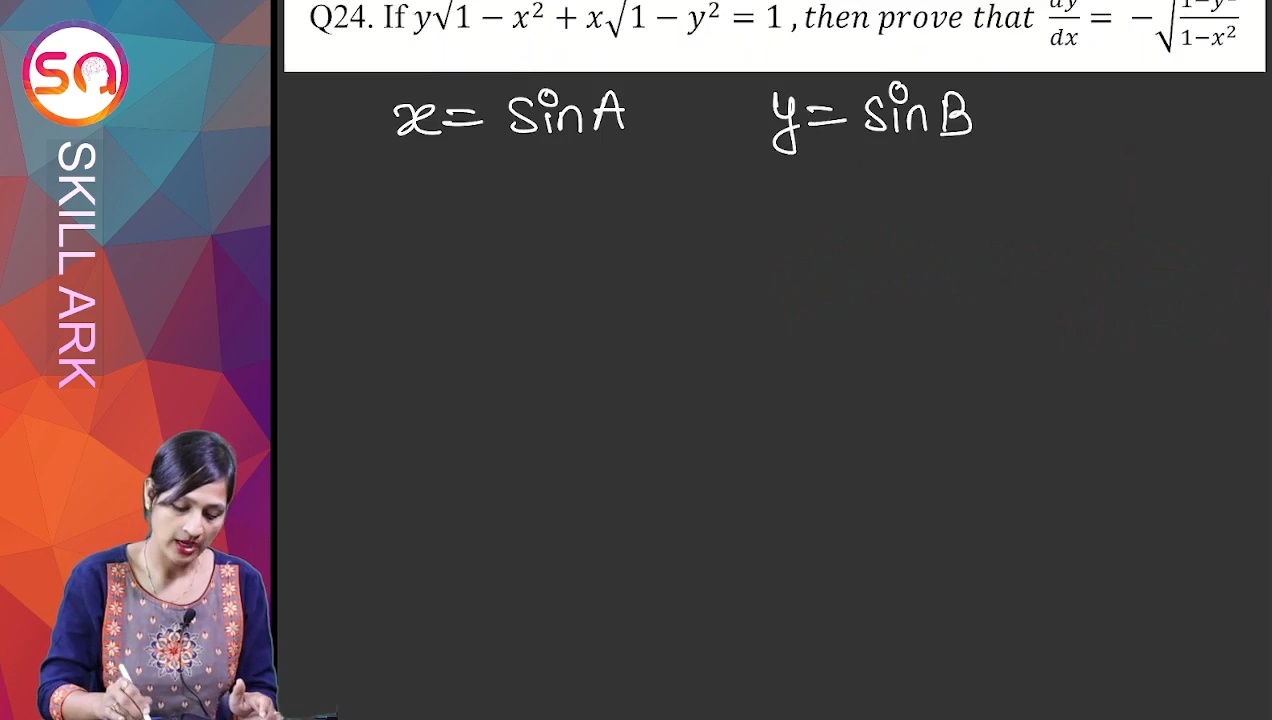 SKILL ARK
Q24. If y√1 − x² + x√1 − y² = 1 , then prove that dy/dx = − √1−y²/1−x²
x = sin A y = sin B